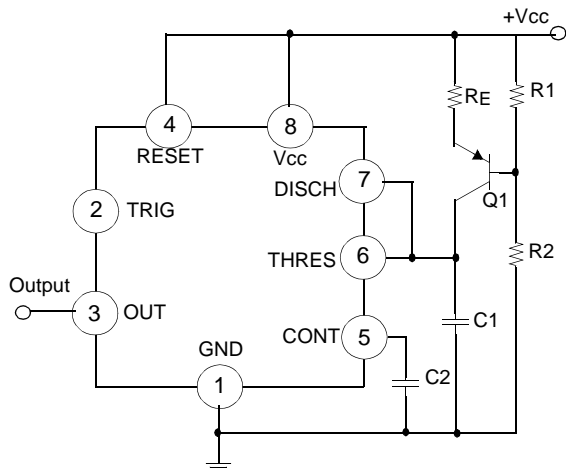 +Vcc
4
RESET
8
Vcc
RE
R1
7
DISCH
Q1
2
TRIG
6
THRES
R2
Output
3
OUT
5
CONT
C1
GND
1
C2